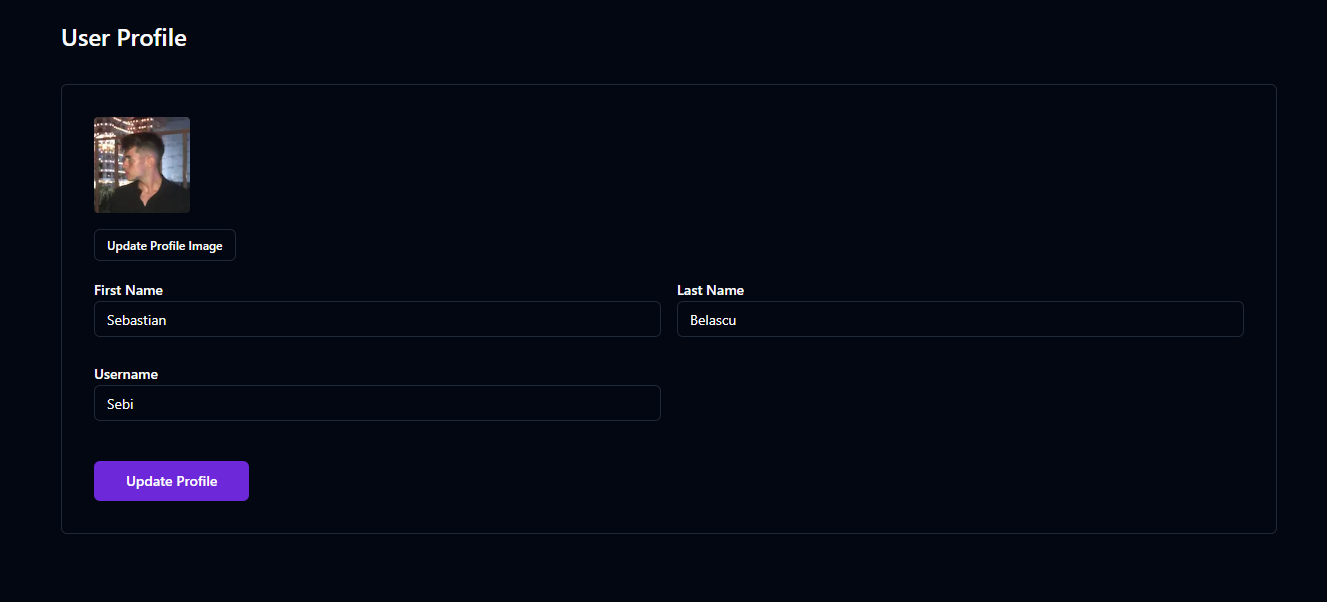 User Profile
Update Profile Image
First Name
Last Name
Sebastian
Belascu
Username
Sebi
Update Profile